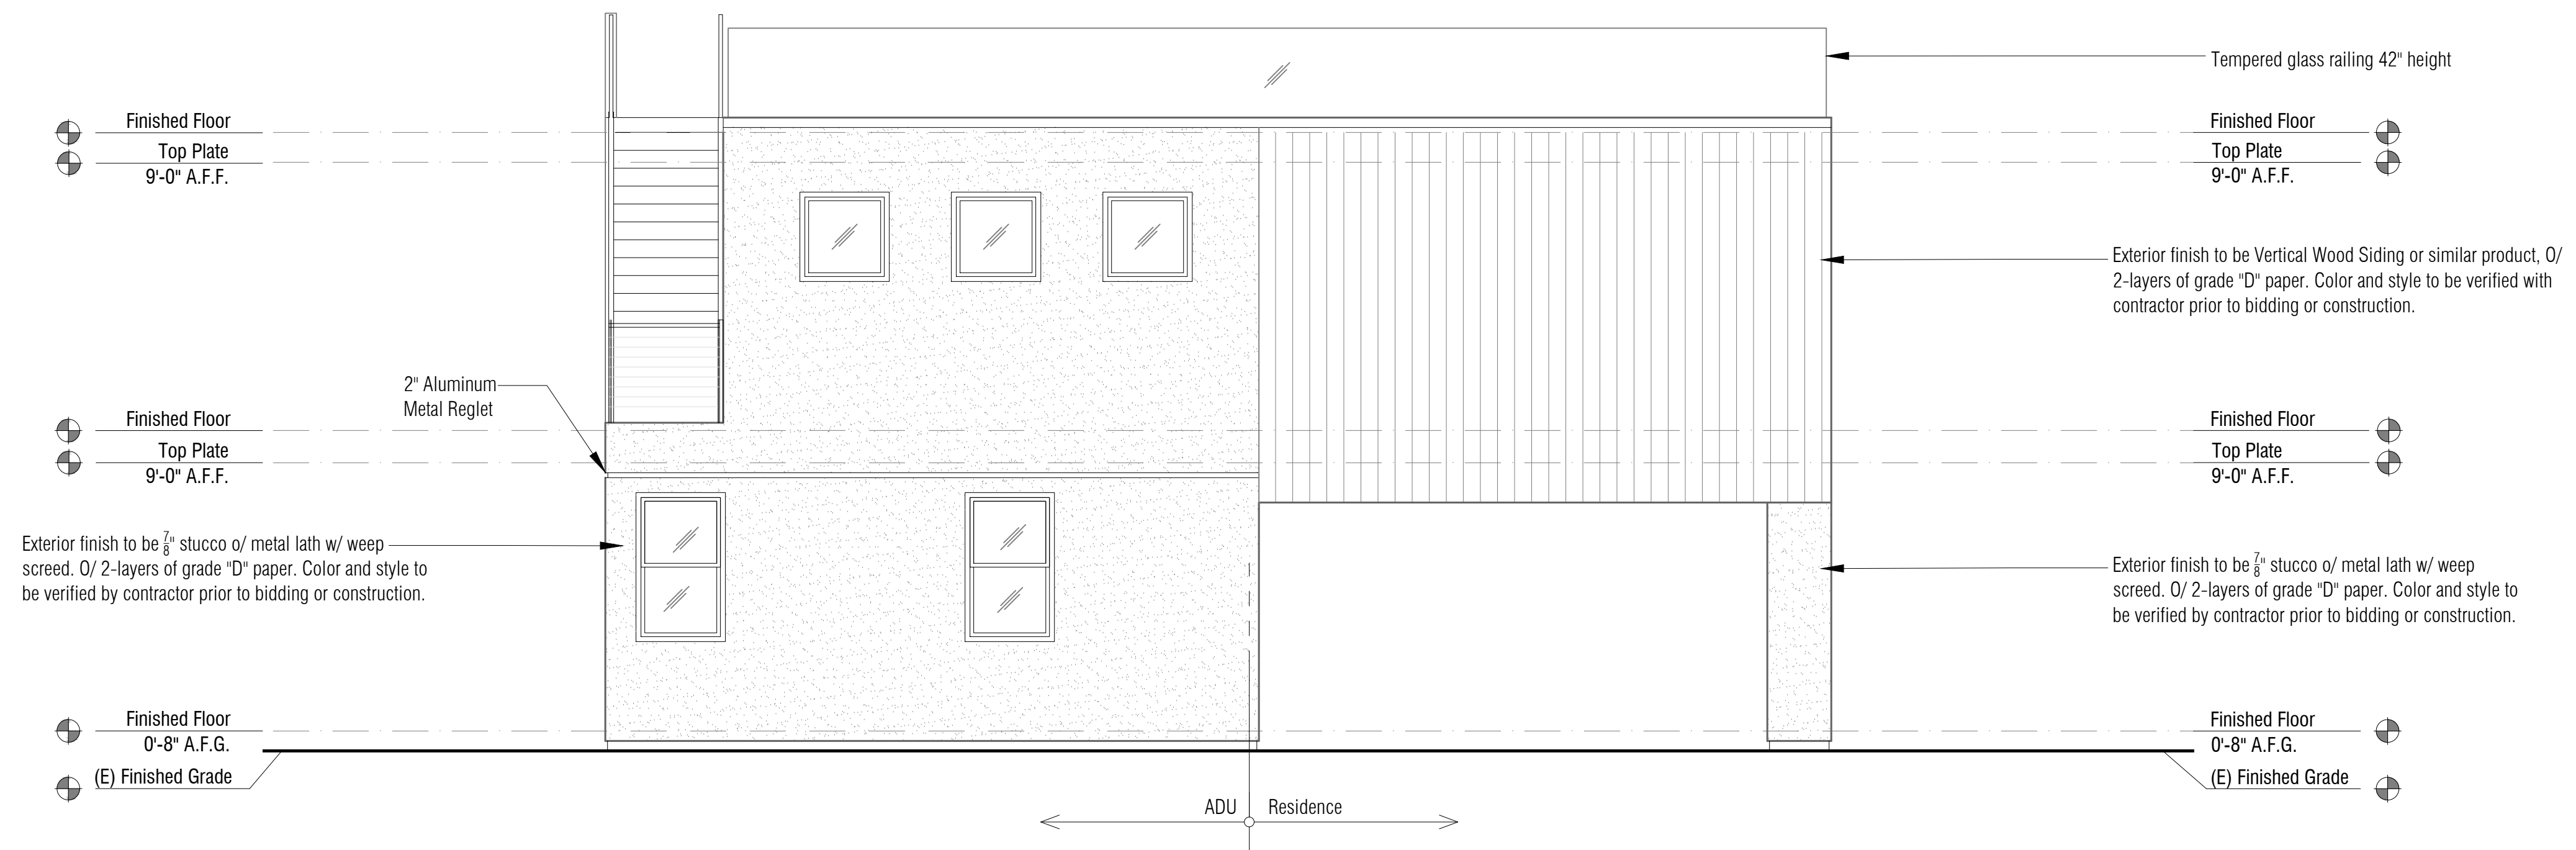 Tempered glass railing 42" height
Finished Floor
Top Plate
9'-0" A.F.F.
Finished Floor
Top Plate
9'-0" A.F.F.
Exterior finish to be Vertical Wood Siding or similar product, O/
2-layers of grade "D" paper. Color and style to be verified with
contractor prior to bidding or construction.
2" Aluminum
Metal Reglet
Finished Floor
Top Plate
9'-0" A.F.F.
Finished Floor
Top Plate
9'-0" A.F.F.
Exterior finish to be 7/8" stucco o/ metal lath w/ weep
screed. O/ 2-layers of grade "D" paper. Color and style to
be verified by contractor prior to bidding or construction.
Exterior finish to be 7/8" stucco o/ metal lath w/ weep
screed. O/ 2-layers of grade "D" paper. Color and style to
be verified by contractor prior to bidding or construction.
Finished Floor
0'-8" A.F.G.
(E) Finished Grade
Finished Floor
0'-8" A.F.G.
(E) Finished Grade
ADU Residence